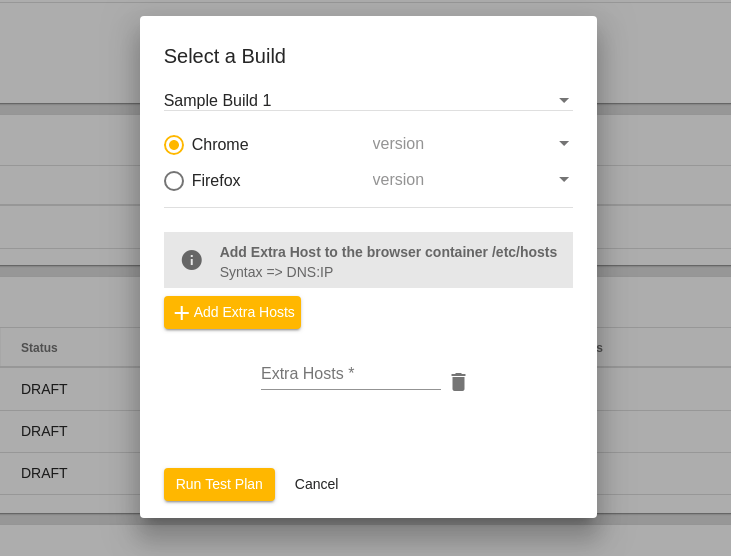 Select a Build
Sample Build 1
Chrome version
Firefox version
Add Extra Host to the browser container /etc/hosts
Syntax => DNS:IP
Add Extra Hosts
Status s
DRAFT
Extra Hosts *
DRAFT
DRAFT
Run Test Plan Cancel